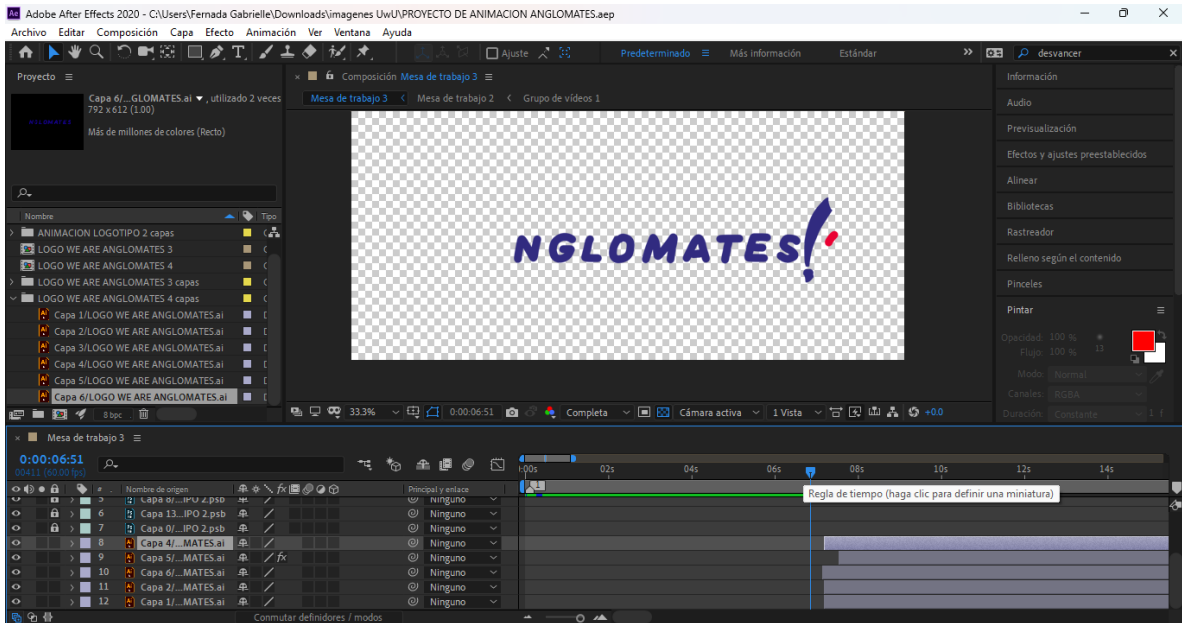 Adobe After Effects 2020 - C:\Users\Fernada Gabrielle\Downloads\imagenes UwU\PROYECTO DE ANIMACION ANGLOMATES.aep
Archivo Editar Composición Capa Efecto Animación Ver Ventana Ayuda
Ajuste Predeterminado Más información Estándar desvancer
Proyecto
Composición Mesa de trabajo 3
Información
Capa 6/...GLOMATES.ai , utilizado 2 veces
792 x 612 (1.00)
Más de millones de colores (Recto)
Mesa de trabajo 3 Mesa de trabajo 2 Grupo de vídeos 1
Audio
Previsualización
Efectos y ajustes preestablecidos
Alinear
Bibliotecas
Rastreador
Relleno según el contenido
Pinceles
Pintar
Opacidad: 100 %
Flujo: 100 % 13
Modo: Normal
Canales: RGBA
Duración: Constante 1 f
NGLOMATES!
Nombre Tipo
ANIMACION LOGOTIPO 2 capas
LOGO WE ARE ANGLOMATES 3
LOGO WE ARE ANGLOMATES 4
LOGO WE ARE ANGLOMATES 3 capas
LOGO WE ARE ANGLOMATES 4 capas
Capa 1/LOGO WE ARE ANGLOMATES.ai
Capa 2/LOGO WE ARE ANGLOMATES.ai
Capa 3/LOGO WE ARE ANGLOMATES.ai
Capa 4/LOGO WE ARE ANGLOMATES.ai
Capa 5/LOGO WE ARE ANGLOMATES.ai
Capa 6/LOGO WE ARE ANGLOMATES.ai
8 bpc
33.3% 0:00:06:51 Completa Cámara activa 1 Vista +0.0
Mesa de trabajo 3
0:00:06:51
00411 (60.00 fps)
:00s 02s 04s 06s 08s 10s 12s 14s
# Nombre de origen Principal y enlace
1
Regla de tiempo (haga clic para definir una miniatura)
5 Capa 8/...IPO 2.psb Ninguno
6 Capa 13...IPO 2.psb Ninguno
7 Capa 0/...IPO 2.psb Ninguno
8 Capa 4/...MATES.ai Ninguno
9 Capa 5/...MATES.ai fx Ninguno
10 Capa 6/...MATES.ai Ninguno
11 Capa 2/...MATES.ai Ninguno
12 Capa 1/...MATES.ai Ninguno
Conmutar definidores / modos